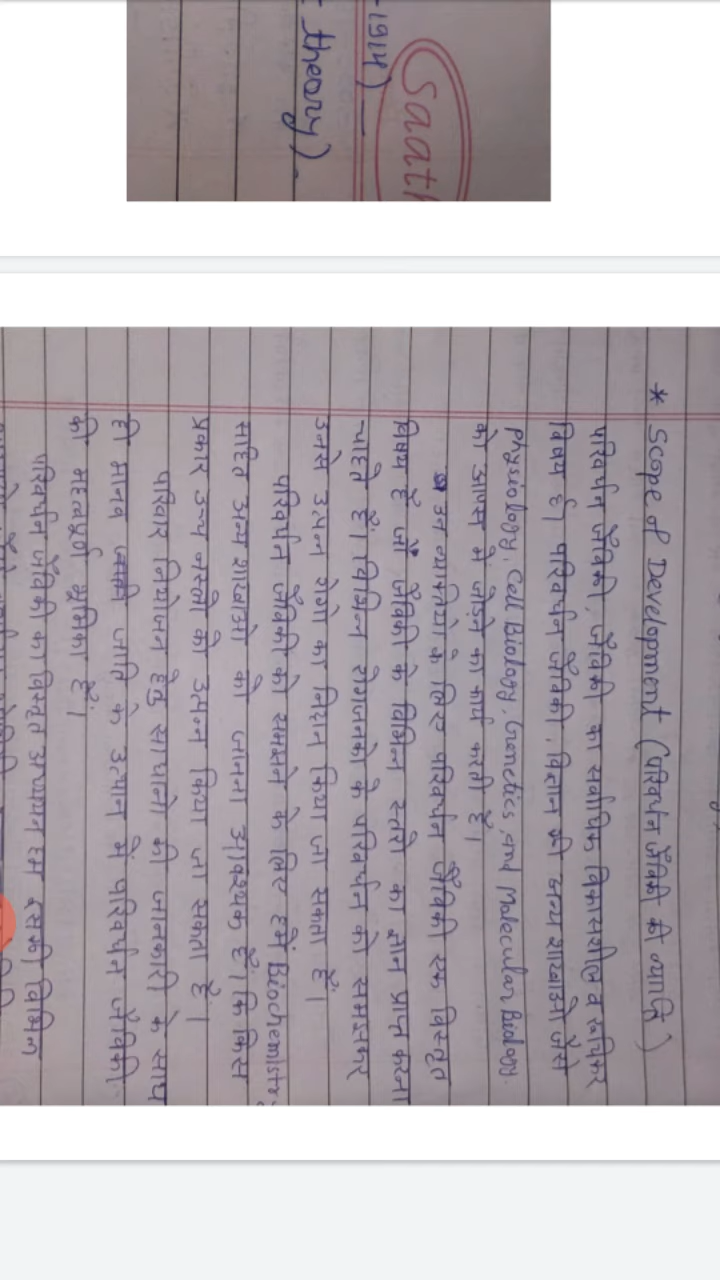 Saath
-1914) —
theory).
* Scope of Development (परिवर्धन जैविकी की व्याप्ति)
परिवर्धन जैविकी, जैविकी का सर्वाधिक विकासशील व रूचिकर
विषय है। परिवर्धन जैविकी, विज्ञान की अन्य शाखाओ जैसे
Physiology, Cell Biology, Genetics, and Molecular Biology.
को आपस मे जोडने का कार्य करती हैं।
उन व्यक्तियो के लिए परिवर्धन जैविकी एक विस्तृत
विषय हैं जो जैविकी के विभिन्न स्तरो का ज्ञान प्राप्त करना
चाहते हैं। विभिन्न रोगजनको के परिवर्धन को समझकर
उनसे उत्पन्न रोगो का निदान किया जा सकता हैं।
परिवर्धन जैविकी को समझने के लिए हमें Biochemistry
सहित अन्य शाखाओ को जानना आवश्यक हैं। कि किस
प्रकार उच्च नस्लो को उत्पन्न किया जा सकता हैं।
परिवार नियोजन हेतु साधनो की जानकारी के साथ
ही मानव जाति के उत्थान में परिवर्धन जैविकी
की महत्वपूर्ण भूमिका हैं।
परिवर्धन जैविकी का विस्तृत अध्ययन हम इसकी विभिन्न